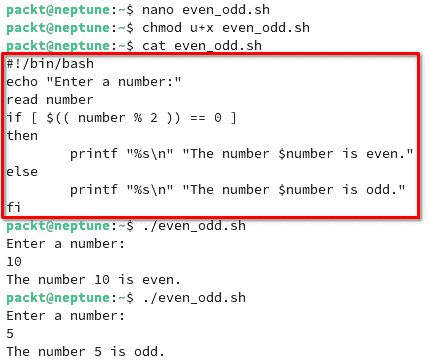 packt@neptune:~$ nano even_odd.sh
packt@neptune:~$ chmod u+x even_odd.sh
packt@neptune:~$ cat even_odd.sh
#!/bin/bash
echo "Enter a number:"
read number
if [ $(( number % 2 )) == 0 ]
then
        printf "%s\n" "The number $number is even."
else
        printf "%s\n" "The number $number is odd."
fi
packt@neptune:~$ ./even_odd.sh
Enter a number:
10
The number 10 is even.
packt@neptune:~$ ./even_odd.sh
Enter a number:
5
The number 5 is odd.